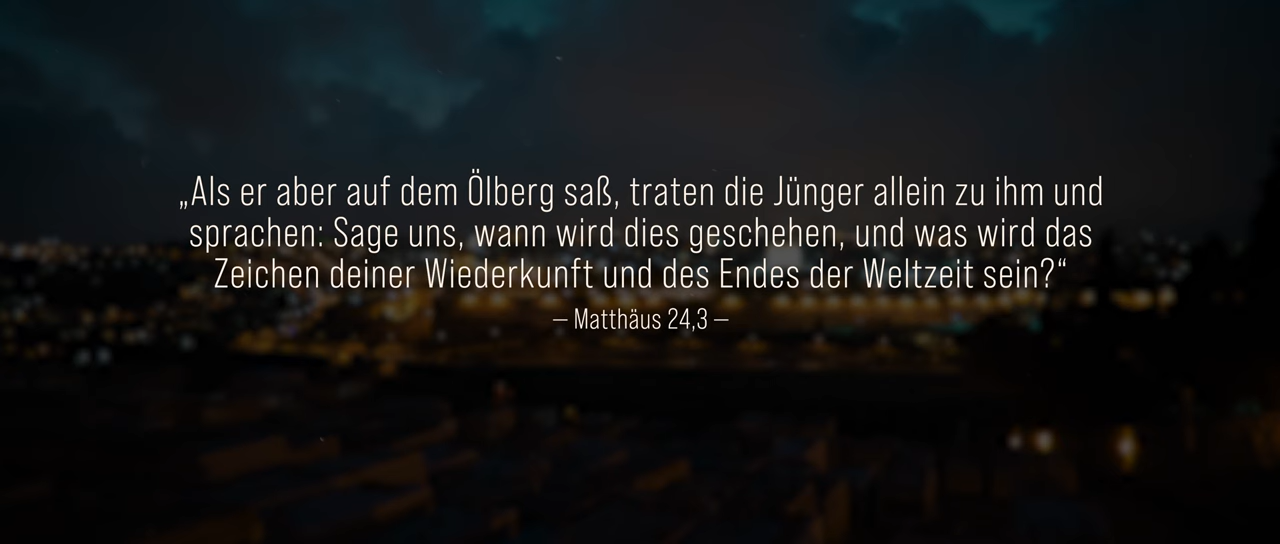 „Als er aber auf dem Ölberg saß, traten die Jünger allein zu ihm und
sprachen: Sage uns, wann wird dies geschehen, und was wird das
Zeichen deiner Wiederkunft und des Endes der Weltzeit sein?“
– Matthäus 24,3 –